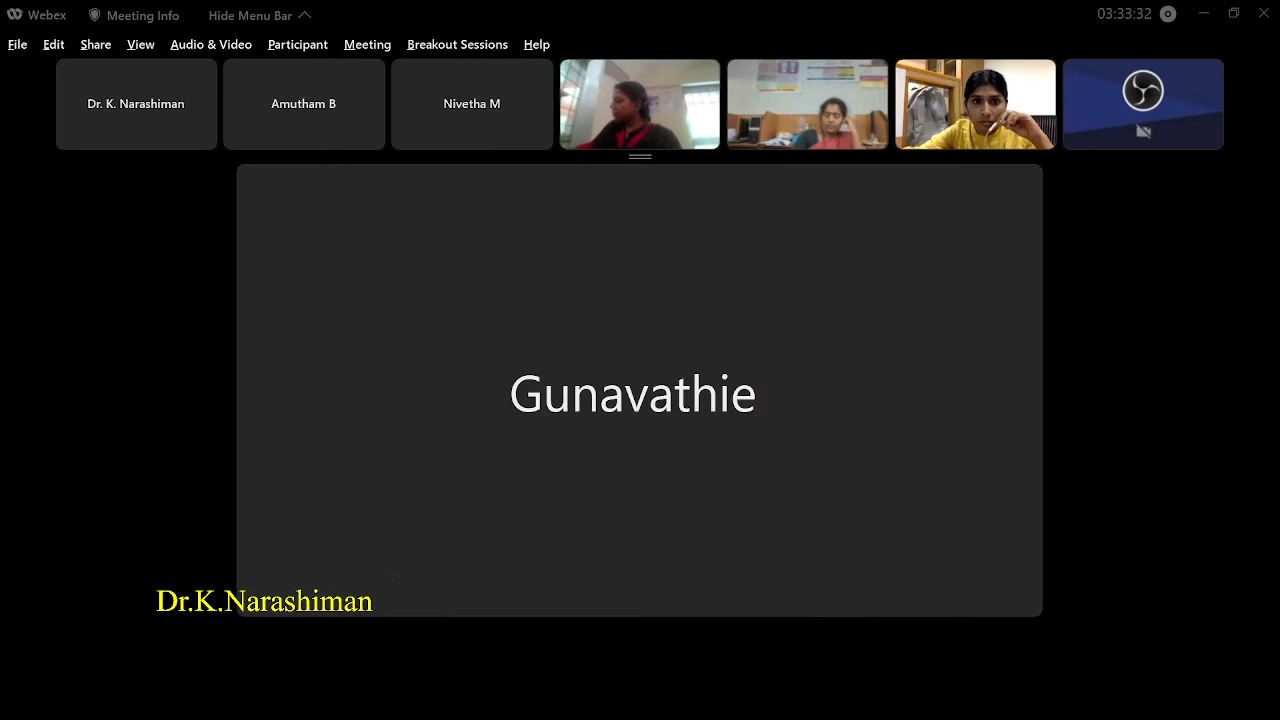 Webex Meeting Info Hide Menu Bar 03:33:32
File Edit Share View Audio & Video Participant Meeting Breakout Sessions Help
Dr. K. Narashiman Amutham B Nivetha M
Gunavathie
Dr.K.Narashiman